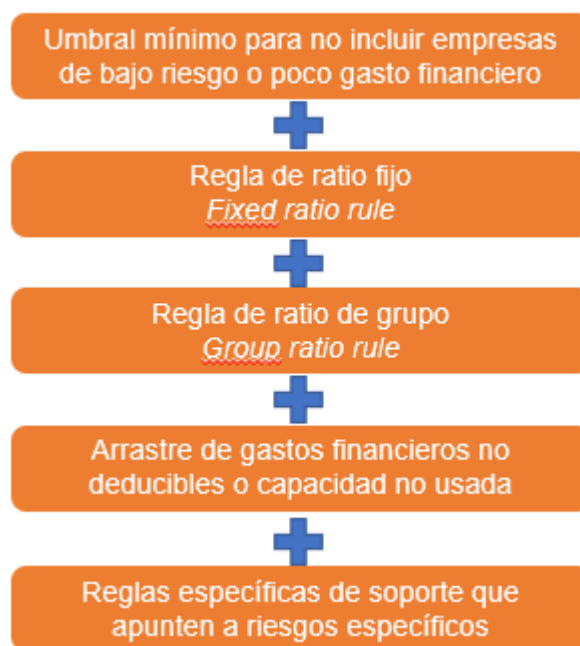 Umbral mínimo para no incluir empresas
de bajo riesgo o poco gasto financiero
Regla de ratio fijo
Fixed ratio rule
Regla de ratio de grupo
Group ratio rule
Arrastre de gastos financieros no
deducibles o capacidad no usada
Reglas específicas de soporte que
apunten a riesgos específicos